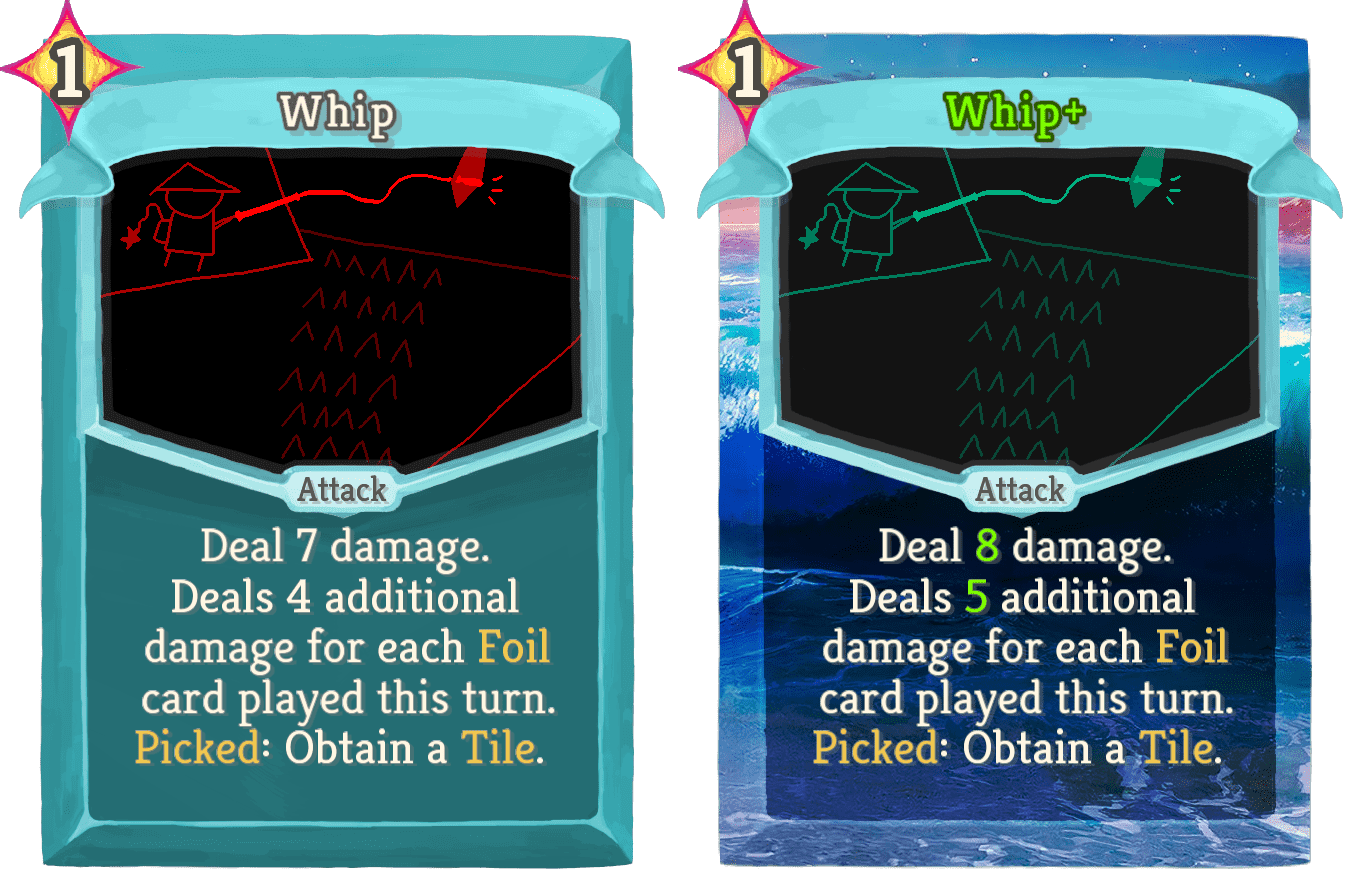 1
Whip
Attack
Deal 7 damage.
Deals 4 additional
damage for each Foil
card played this turn.
Picked: Obtain a Tile.
1
Whip+
Attack
Deal 8 damage.
Deals 5 additional
damage for each Foil
card played this turn.
Picked: Obtain a Tile.